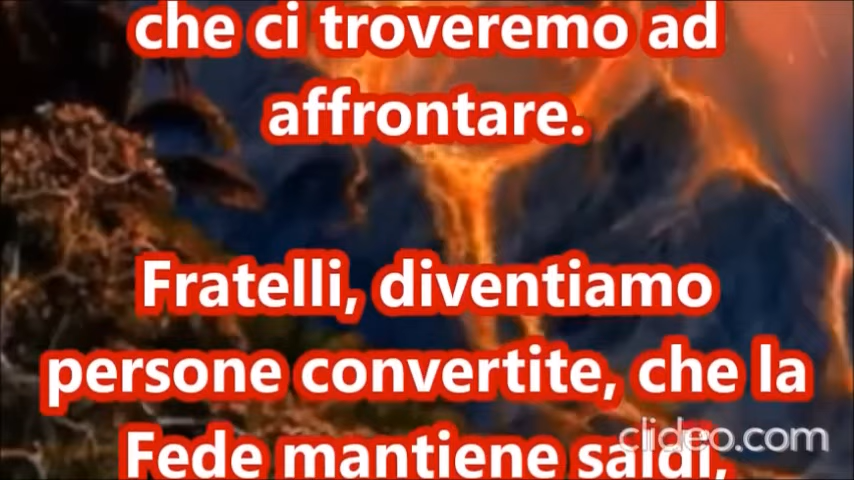 che ci troveremo ad
affrontare.
Fratelli, diventiamo
persone convertite, che la
Fede mantiene saldi,
clideo.com